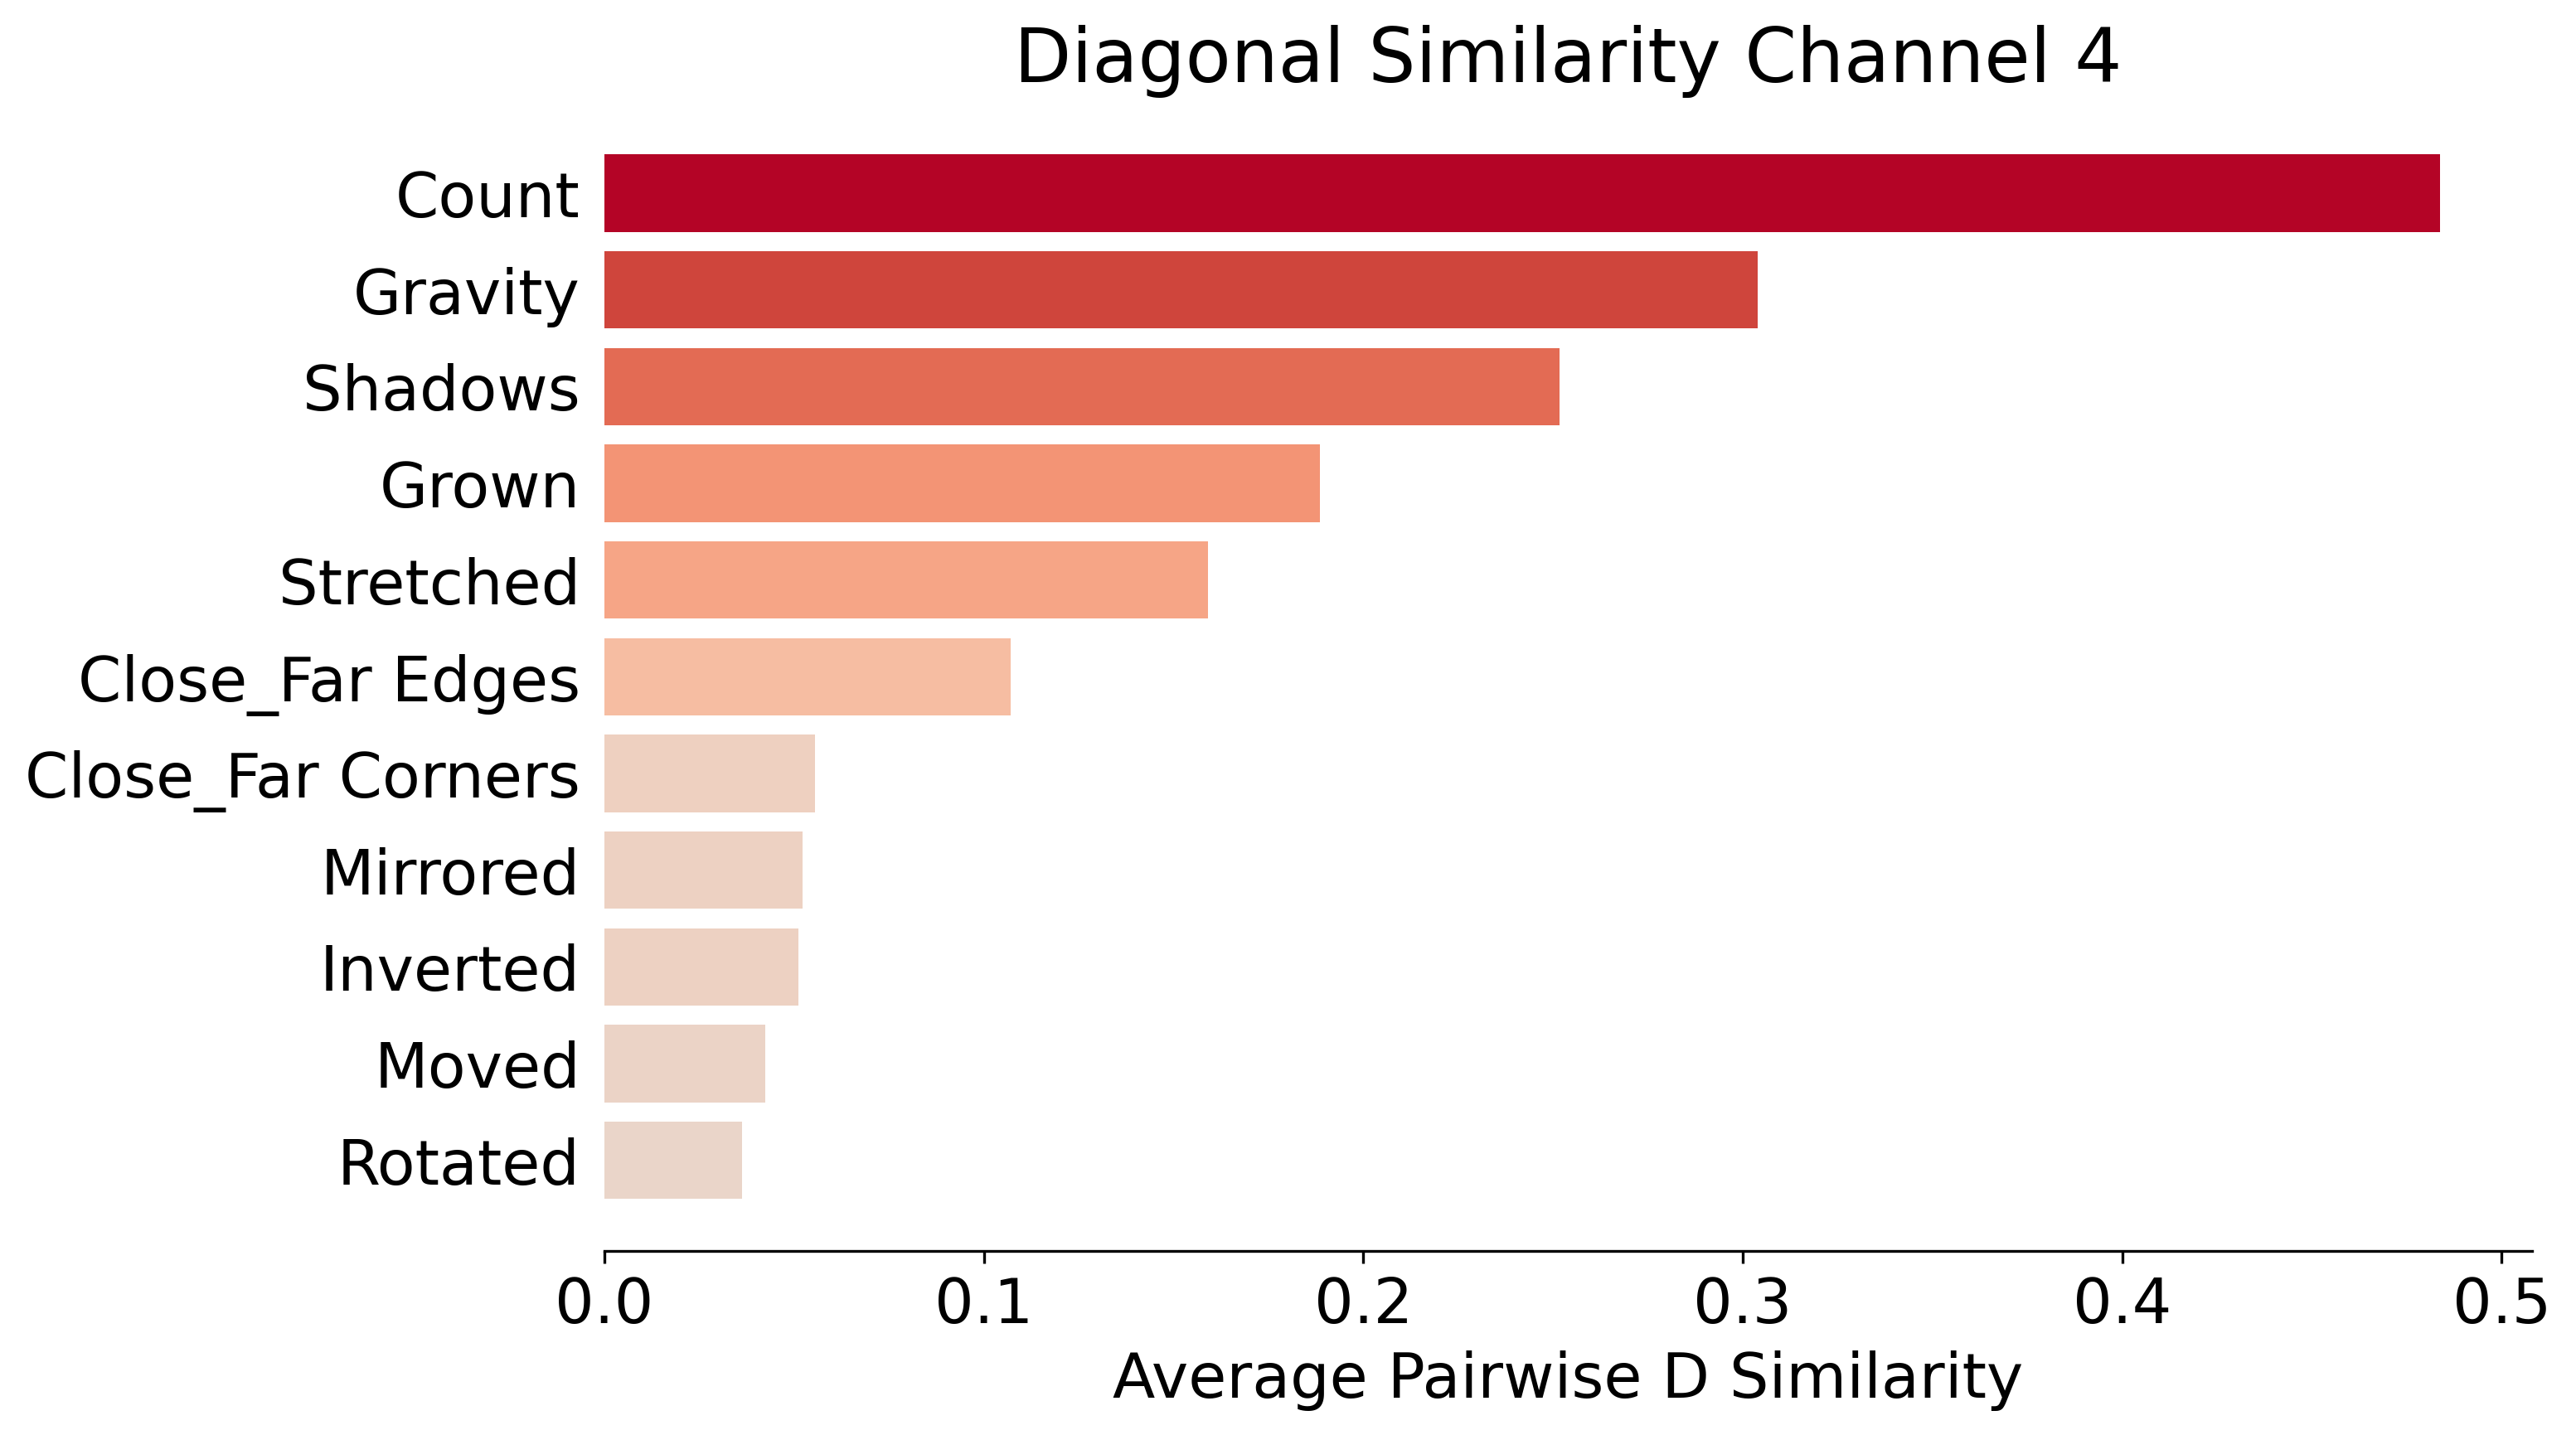 Diagonal Similarity Channel 4
Count
Gravity
Shadows
Grown
Stretched
Close_Far Edges
Close_Far Corners
Mirrored
Inverted
Moved
Rotated
0.0 0.1 0.2 0.3 0.4 0.5
Average Pairwise D Similarity